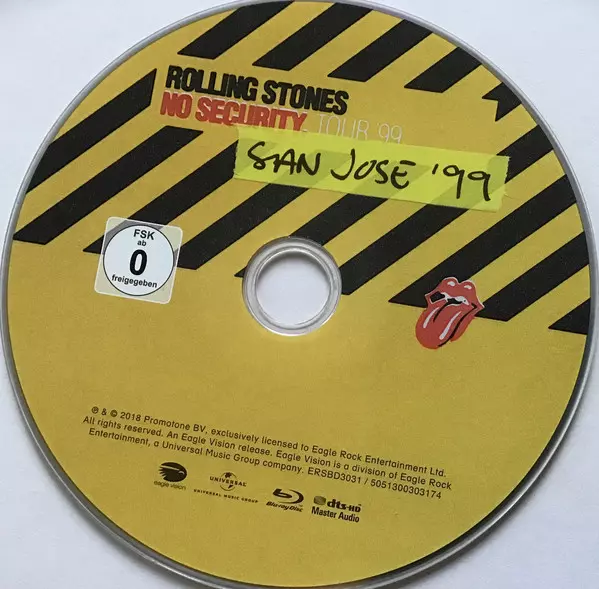 ROLLING STONES
NO SECURITY. TOUR 99
SAN JOSE '99
FSK
ab
0
freigegeben
℗ & © 2018 Promotone BV, exclusively licensed to Eagle Rock Entertainment Ltd.
All rights reserved. An Eagle Vision release. Eagle Vision is a division of Eagle Rock
Entertainment, a Universal Music Group company. ERSBD3031 / 5051300303174
eagle vision
UNIVERSAL
UNIVERSAL MUSIC GROUP
Blu-ray Disc
dts-HD
Master Audio